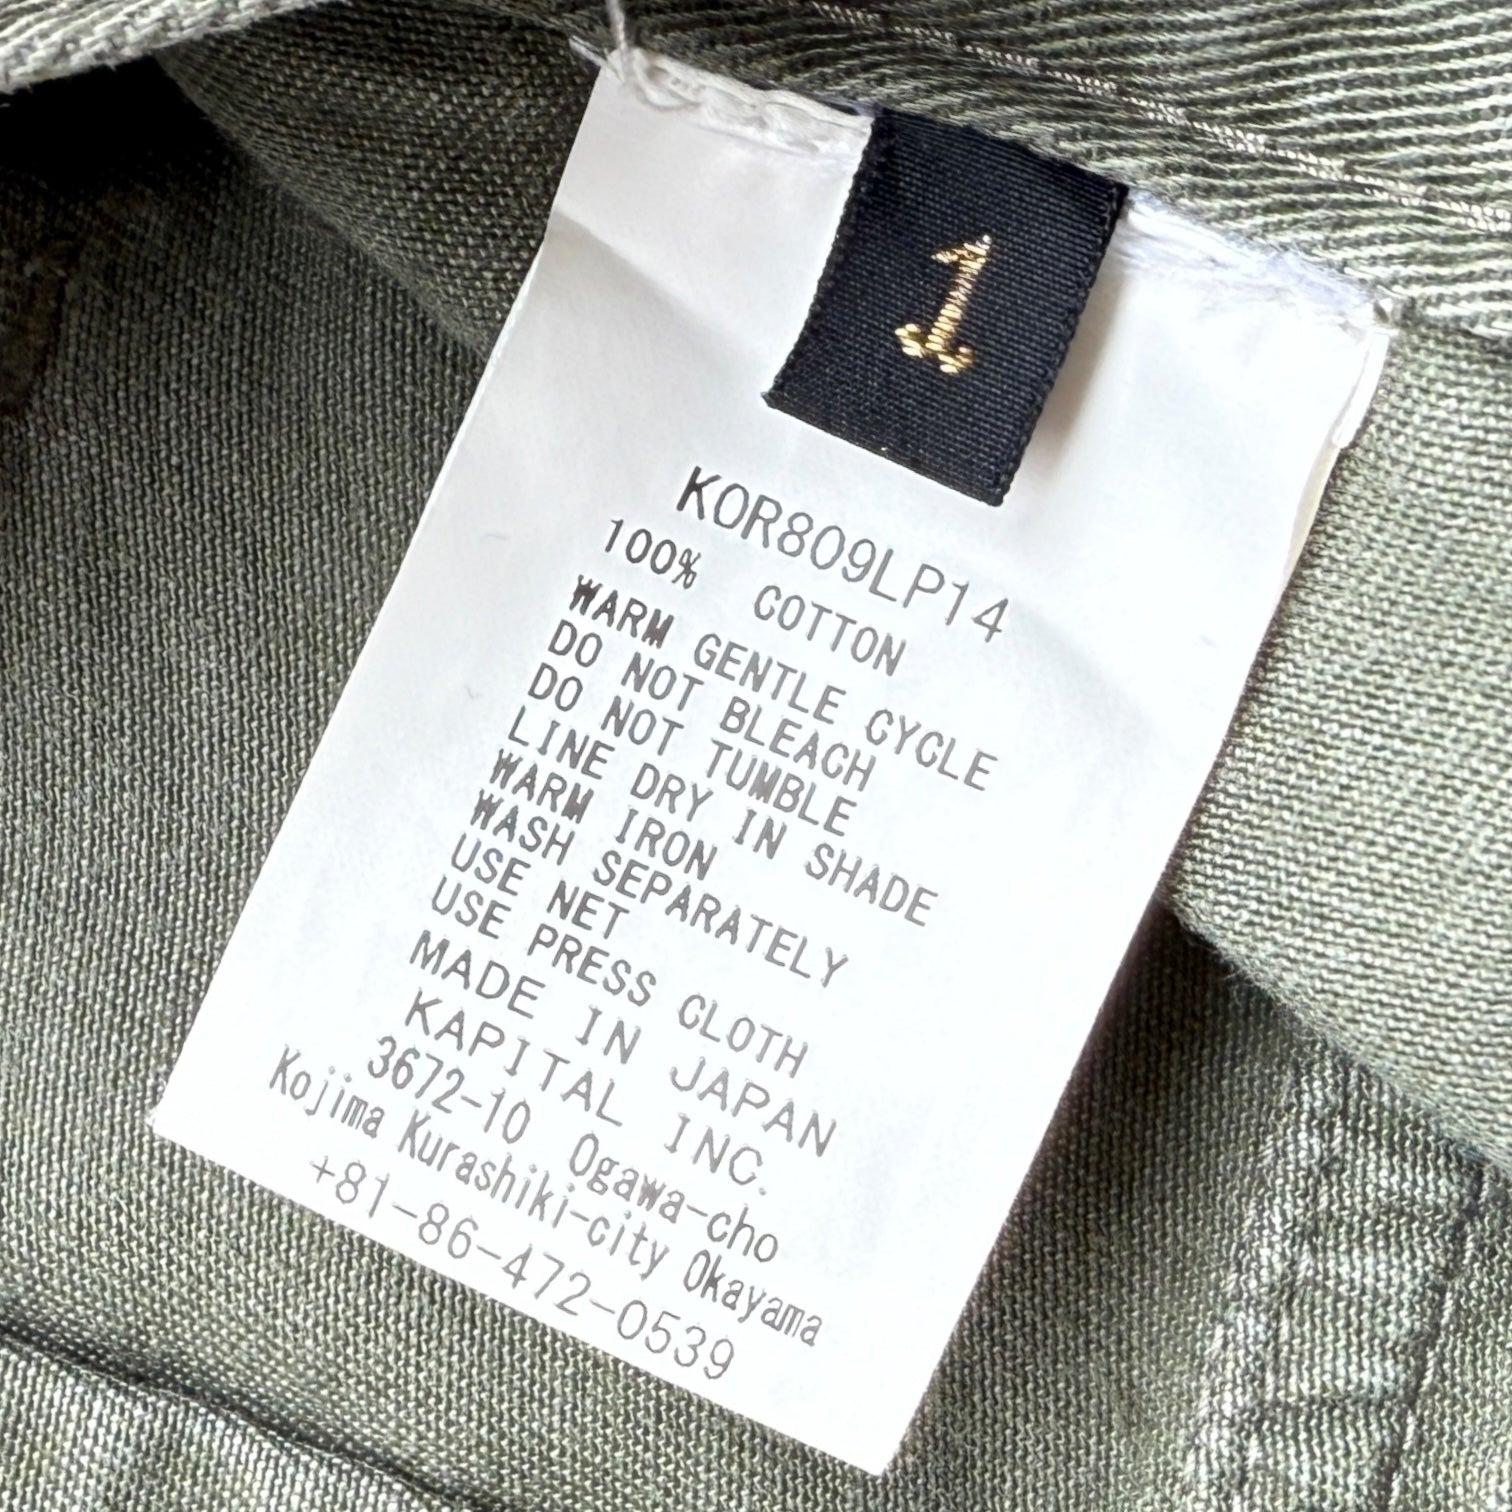 1
KOR809LP14
100% COTTON
WARM GENTLE CYCLE
DO NOT BLEACH
DO NOT TUMBLE
LINE DRY IN SHADE
WARM IRON
WASH SEPARATELY
USE NET
USE PRESS CLOTH
MADE IN JAPAN
KAPITAL INC.
3672-10 Ogawa-cho
Kojima Kurashiki-city Okayama
+81-86-472-0539